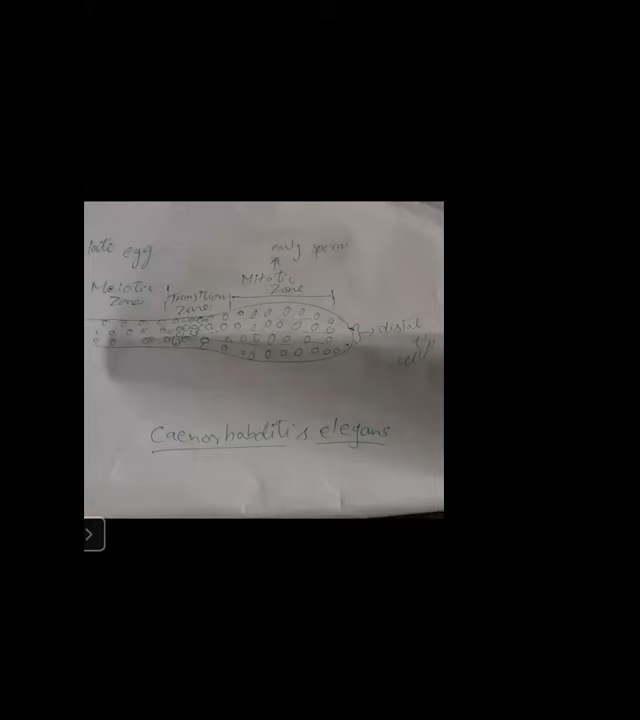 late egg
early sperm
Meiotic
Zone
Transition
Zone
Mitotic
Zone
distal
tip
cell
Caenorhabditis elegans